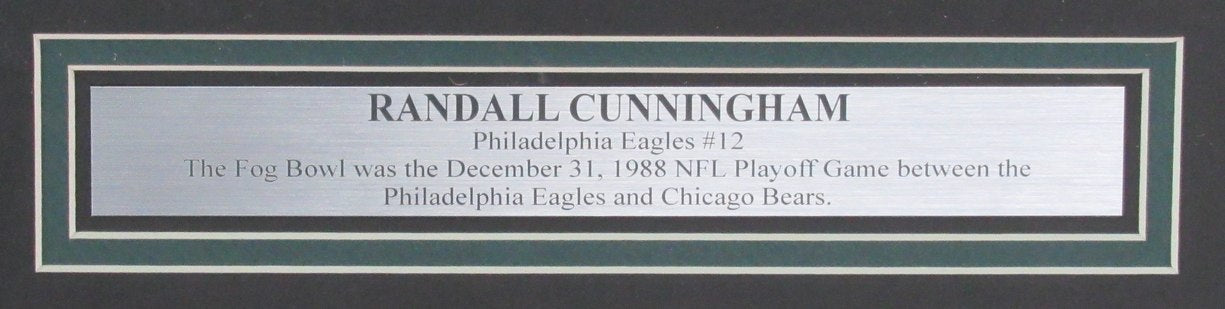 RANDALL CUNNINGHAM
Philadelphia Eagles #12
The Fog Bowl was the December 31, 1988 NFL Playoff Game between the
Philadelphia Eagles and Chicago Bears.